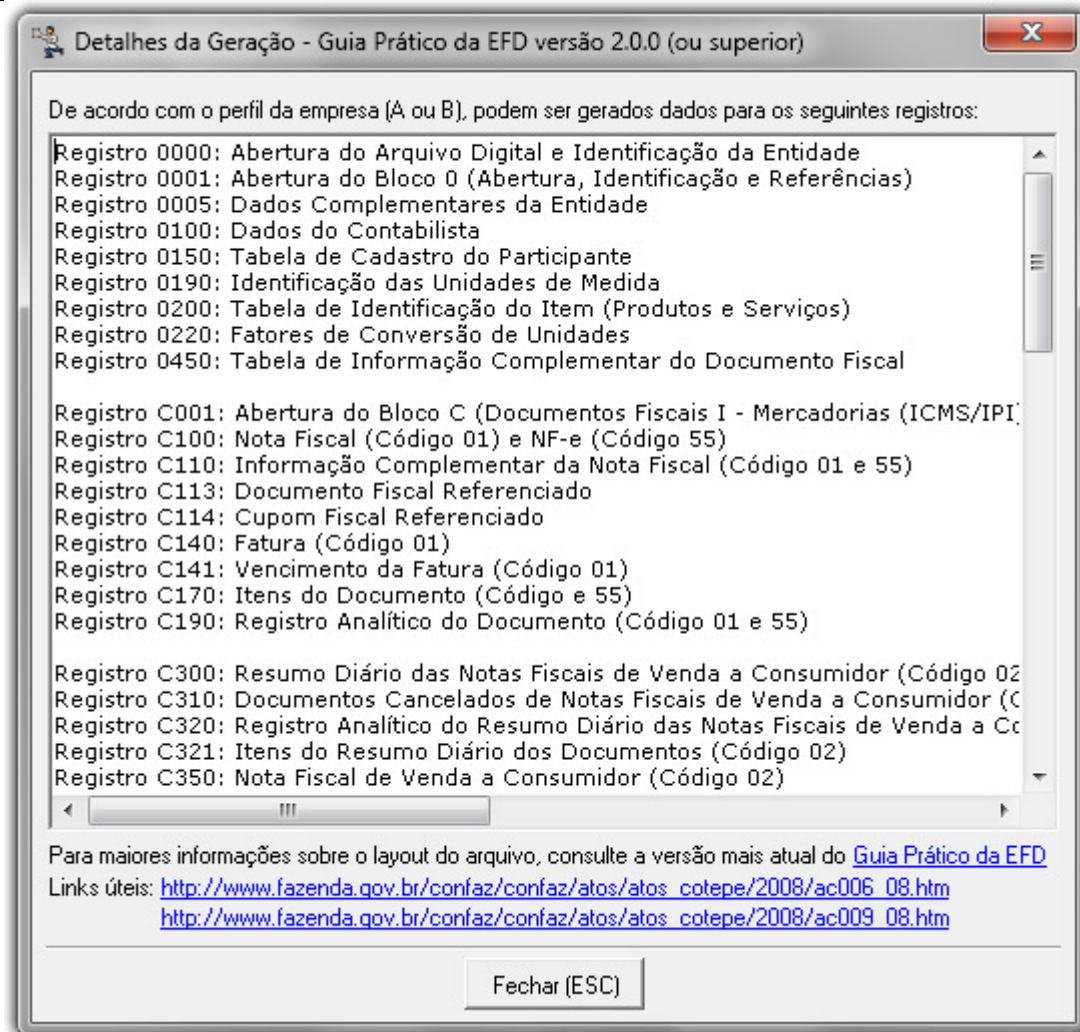 Detalhes da Geração - Guia Prático da EFD versão 2.0.0 (ou superior)
De acordo com o perfil da empresa (A ou B), podem ser gerados dados para os seguintes registros:
Registro 0000: Abertura do Arquivo Digital e Identificação da Entidade
Registro 0001: Abertura do Bloco 0 (Abertura, Identificação e Referências)
Registro 0005: Dados Complementares da Entidade
Registro 0100: Dados do Contabilista
Registro 0150: Tabela de Cadastro do Participante
Registro 0190: Identificação das Unidades de Medida
Registro 0200: Tabela de Identificação do Item (Produtos e Serviços)
Registro 0220: Fatores de Conversão de Unidades
Registro 0450: Tabela de Informação Complementar do Documento Fiscal
Registro C001: Abertura do Bloco C (Documentos Fiscais I - Mercadorias (ICMS/IPI)
Registro C100: Nota Fiscal (Código 01) e NF-e (Código 55)
Registro C110: Informação Complementar da Nota Fiscal (Código 01 e 55)
Registro C113: Documento Fiscal Referenciado
Registro C114: Cupom Fiscal Referenciado
Registro C140: Fatura (Código 01)
Registro C141: Vencimento da Fatura (Código 01)
Registro C170: Itens do Documento (Código e 55)
Registro C190: Registro Analítico do Documento (Código 01 e 55)
Registro C300: Resumo Diário das Notas Fiscais de Venda a Consumidor (Código 02
Registro C310: Documentos Cancelados de Notas Fiscais de Venda a Consumidor (
Registro C320: Registro Analítico do Resumo Diário das Notas Fiscais de Venda a Co
Registro C321: Itens do Resumo Diário dos Documentos (Código 02)
Registro C350: Nota Fiscal de Venda a Consumidor (Código 02)
Para maiores informações sobre o layout do arquivo, consulte a versão mais atual do Guia Prático da EFD
Links úteis: http://www.fazenda.gov.br/confaz/confaz/atos/atos_cotepe/2008/ac006_08.htm
http://www.fazenda.gov.br/confaz/confaz/atos/atos_cotepe/2008/ac009_08.htm
Fechar (ESC)